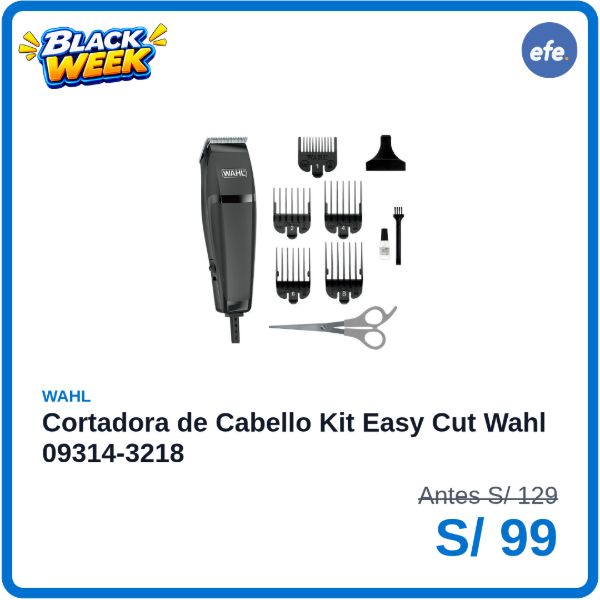 BLACK
WEEK
efe.
WAHL
WAHL
Cortadora de Cabello Kit Easy Cut Wahl
09314-3218
Antes S/ 129
S/ 99